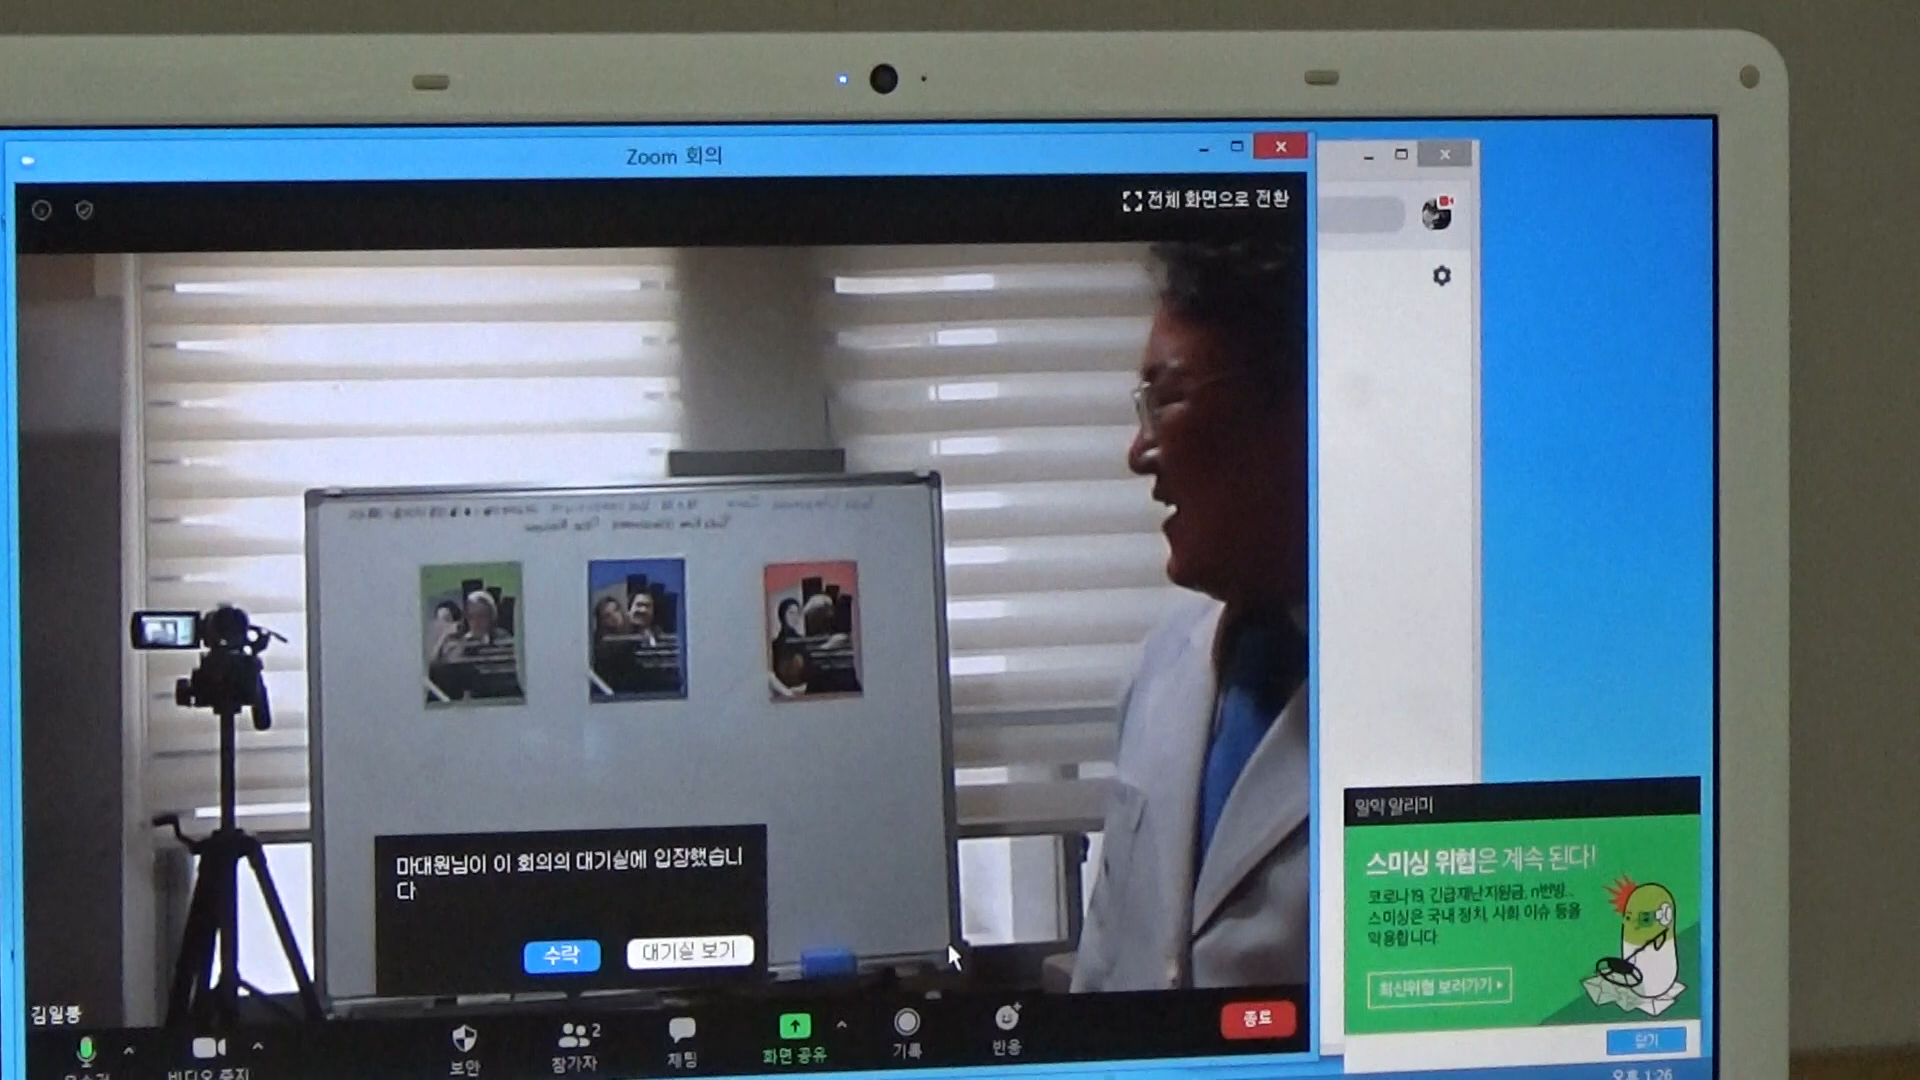 Zoom 회의
전체 화면으로 전환
마대원님이 이 회의의 대기실에 입장했습니
다
수락
대기실 보기
김일룡
보안
참가자
2
채팅
화면 공유
기록
반응
종료
알약 알리미
스미싱 위협은 계속 된다!
코로나19, 긴급재난지원금, n번방..
스미싱은 국내 정치, 사회 이슈 등을
악용합니다.
최신위협 보러가기
닫기
오후 1:26